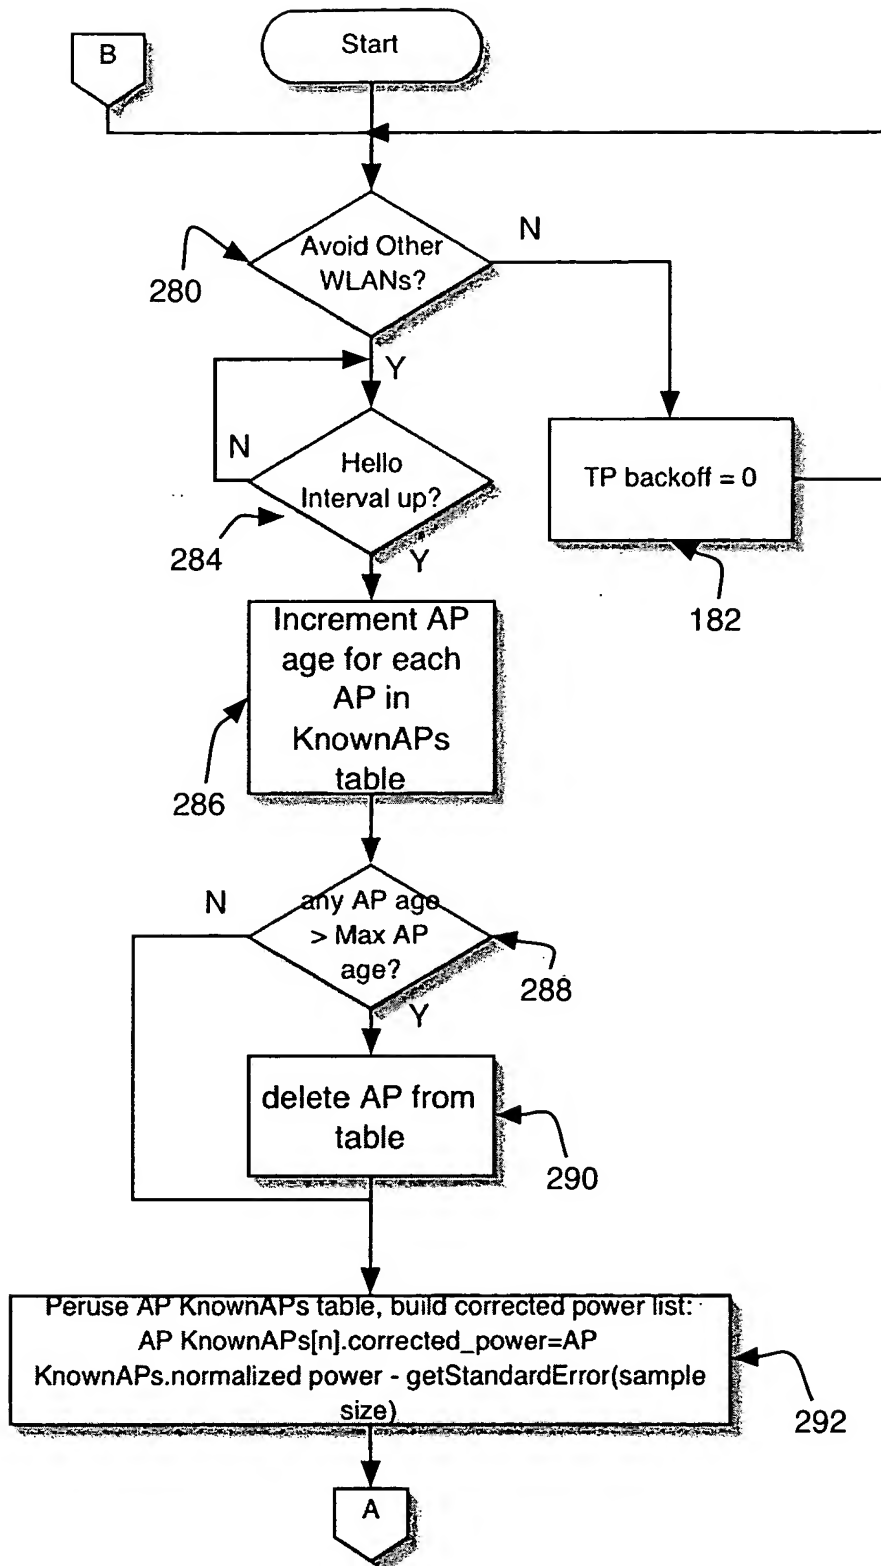 B
Start
Avoid Other
WLANs?
N
280
Y
N
Hello
Interval up?
TP backoff = 0
284
Y
182
Increment AP
age for each
AP in
KnownAPs
table
286
N
any AP age
> Max AP
age?
288
Y
delete AP from
table
290
Peruse AP KnownAPs table, build corrected power list:
AP KnownAPs[n].corrected_power=AP
KnownAPs.normalized power - getStandardError(sample
size)
292
A